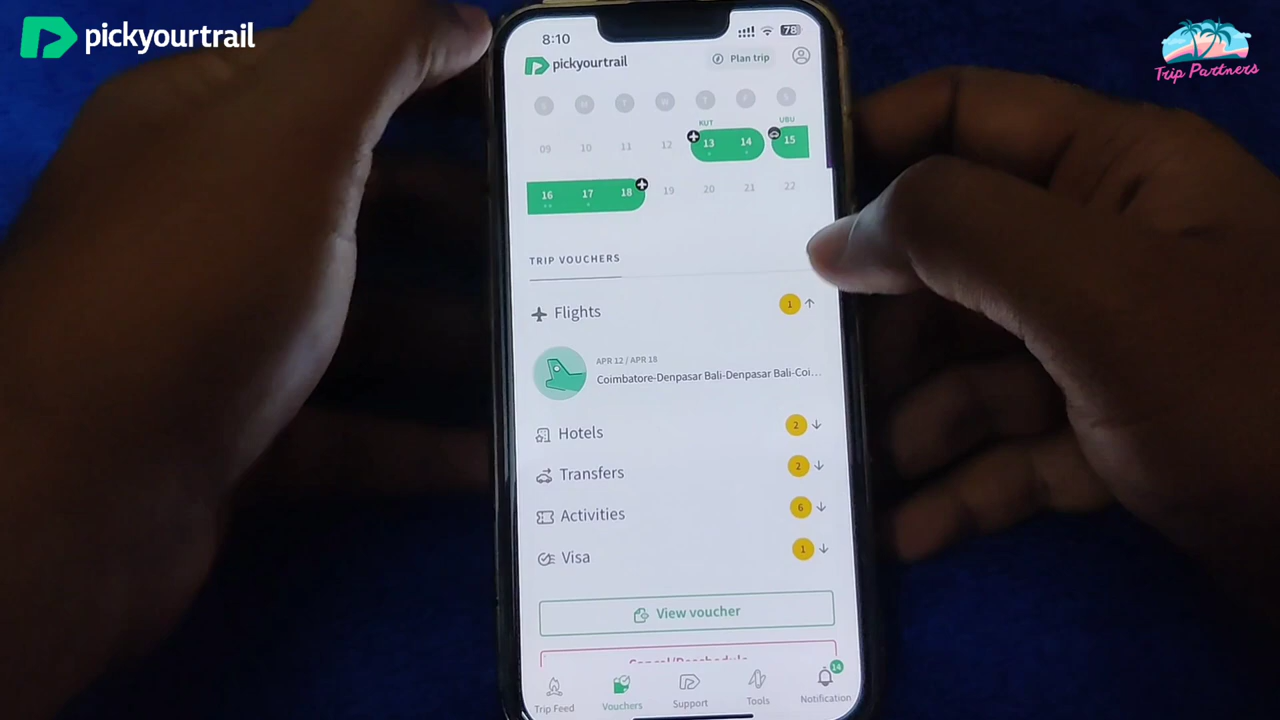 pickyourtrail
Trip Partners
8:10
78
pickyourtrail
Plan trip
S M T W T F S
KUT UBU
09 10 11 12 13 14 15
16 17 18 19 20 21 22
TRIP VOUCHERS
Flights 1
APR 12 / APR 18
Coimbatore-Denpasar Bali-Denpasar Bali-Coi...
Hotels 2
Transfers 2
Activities 6
Visa 1
View voucher
Cancel/Reschedule
14
Trip Feed Vouchers Support Tools Notification